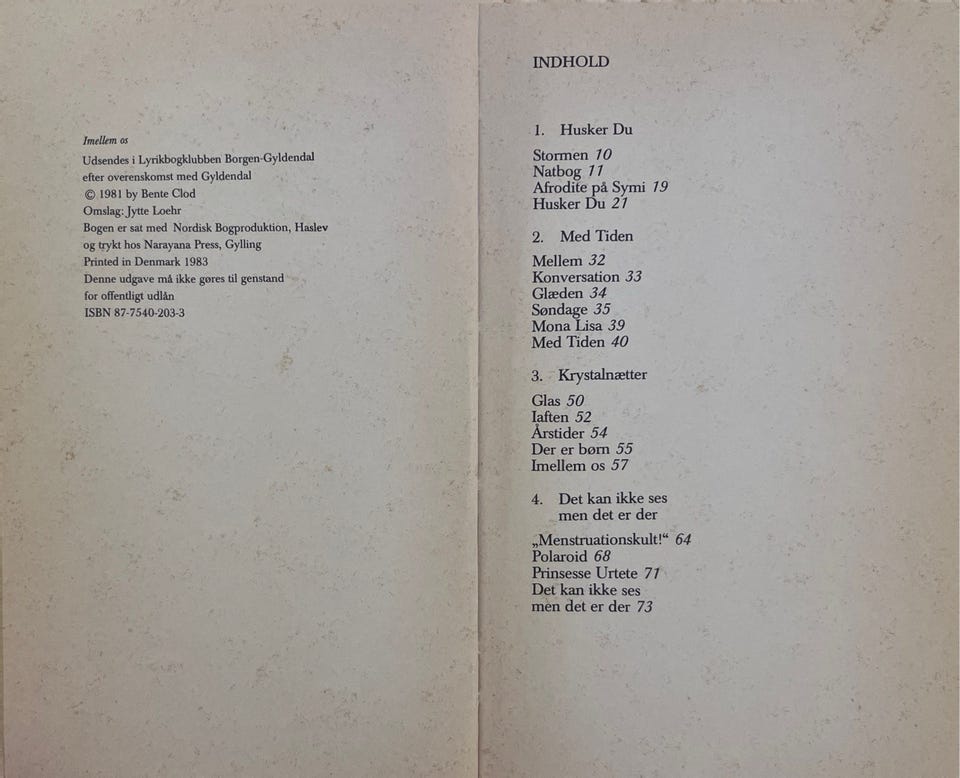 Imellem os
Udsendes i Lyrikbogklubben Borgen-Gyldendal
efter overenskomst med Gyldendal
© 1981 by Bente Clod
Omslag: Jytte Loehr
Bogen er sat med Nordisk Bogproduktion, Haslev
og trykt hos Narayana Press, Gylling
Printed in Denmark 1983
Denne udgave må ikke gøres til genstand
for offentligt udlån
ISBN 87-7540-203-3
INDHOLD
1. Husker Du
Stormen 10
Natbog 11
Afrodite på Symi 19
Husker Du 21
2. Med Tiden
Mellem 32
Konversation 33
Glæden 34
Søndage 35
Mona Lisa 39
Med Tiden 40
3. Krystalnætter
Glas 50
Iaften 52
Årstider 54
Der er børn 55
Imellem os 57
4. Det kan ikke ses
men det er der
„Menstruationskult!“ 64
Polaroid 68
Prinsesse Urtete 71
Det kan ikke ses
men det er der 73